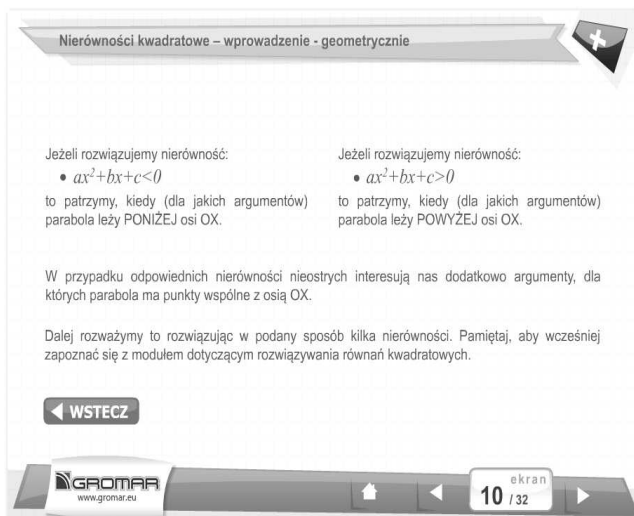 Nierówności kwadratowe – wprowadzenie - geometrycznie
Jeżeli rozwiązujemy nierówność:
• ax²+bx+c<0
to patrzymy, kiedy (dla jakich argumentów)
parabola leży PONIŻEJ osi OX.
Jeżeli rozwiązujemy nierówność:
• ax²+bx+c>0
to patrzymy, kiedy (dla jakich argumentów)
parabola leży POWYŻEJ osi OX.
W przypadku odpowiednich nierówności nieostrych interesują nas dodatkowo argumenty, dla
których parabola ma punkty wspólne z osią OX.
Dalej rozważymy to rozwiązując w podany sposób kilka nierówności. Pamiętaj, aby wcześniej
zapoznać się z modułem dotyczącym rozwiązywania równań kwadratowych.
WSTECZ
GROMAR
www.gromar.eu
ekran
10 / 32